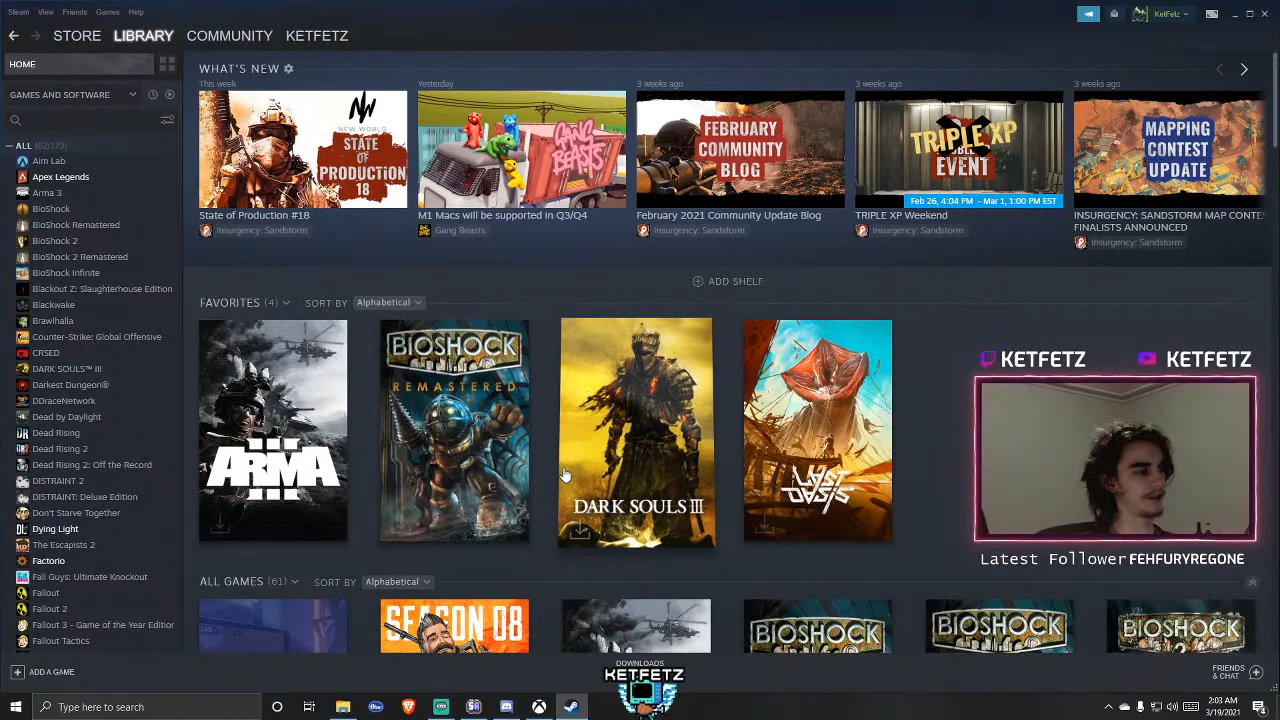 Steam View Friends Games Help
KetFetz
STORE LIBRARY COMMUNITY KETFETZ
HOME
WHAT'S NEW
GAMES AND SOFTWARE
This week
Yesterday
3 weeks ago
3 weeks ago
3 weeks ago
NEW WORLD
STATE OF PRODUCTION 18
GANG BEASTS
FEBRUARY COMMUNITY BLOG
TRIPLE XP
EVENT
MAPPING CONTEST UPDATE
Feb 26, 4:04 PM - Mar 1, 1:00 PM EST
State of Production #18
Insurgency: Sandstorm
M1 Macs will be supported in Q3/Q4
Gang Beasts
February 2021 Community Update Blog
Insurgency: Sandstorm
TRIPLE XP Weekend
Insurgency: Sandstorm
INSURGENCY: SANDSTORM MAP CONTES
FINALISTS ANNOUNCED
Insurgency: Sandstorm
ALL (62/173)
Aim Lab
Apex Legends
Arma 3
BioShock
BioShock Remastered
BioShock 2
BioShock 2 Remastered
BioShock Infinite
Blackout Z: Slaughterhouse Edition
Blackwake
Brawlhalla
Counter-Strike: Global Offensive
CRSED
DARK SOULS™ III
Darkest Dungeon®
DDraceNetwork
Dead by Daylight
Dead Rising
Dead Rising 2
Dead Rising 2: Off the Record
DISTRAINT 2
DISTRAINT: Deluxe Edition
Don't Starve Together
Dying Light
The Escapists 2
Factorio
Fall Guys: Ultimate Knockout
Fallout
Fallout 2
Fallout 3 - Game of the Year Edition
Fallout Tactics
ADD SHELF
FAVORITES (4) SORT BY Alphabetical
ARMA III
BIOSHOCK
REMASTERED
DARK SOULS III
LAST OASIS
KETFETZ KETFETZ
Latest Follower FEHFURYREGONE
ALL GAMES (61) SORT BY Alphabetical
SEASON 08
BIOSHOCK
BIOSHOCK
BIOSHOCK
2
ADD A GAME
DOWNLOADS
KETFETZ
FRIENDS
& CHAT
Type here to search
2:03 AM
3/19/2021